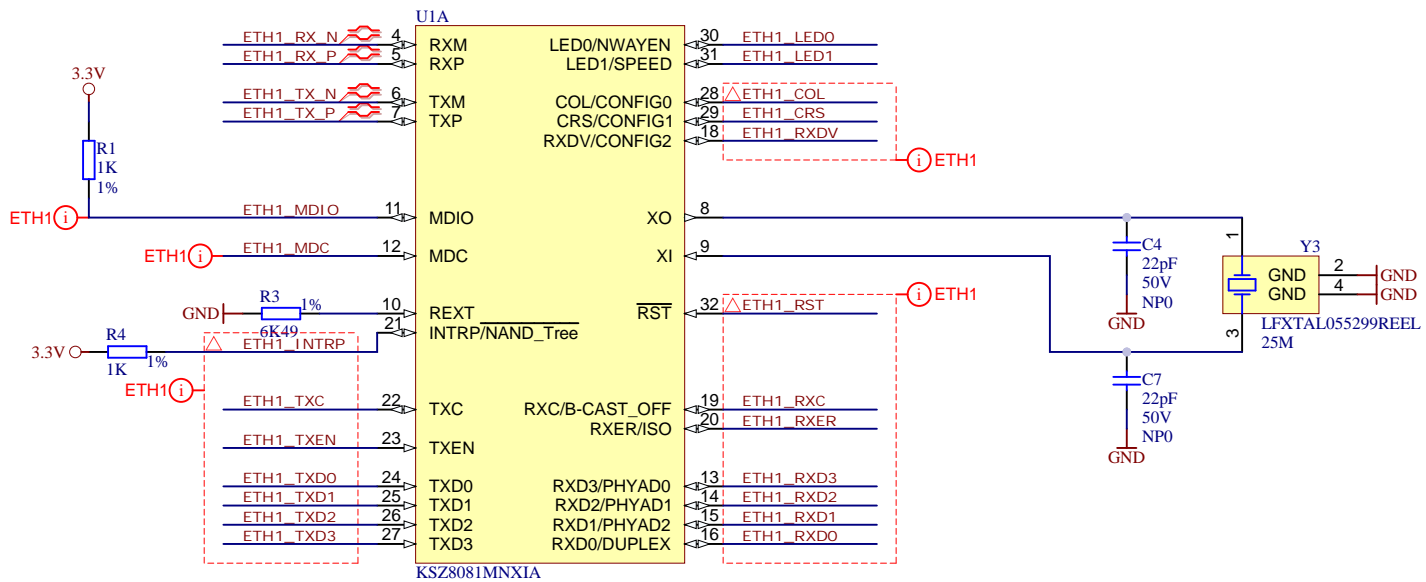 U1A
ETH1_RX_N 4 RXM
ETH1_RX_P 5 RXP
3.3V
ETH1_TX_N 6 TXM
ETH1_TX_P 7 TXP
R1
1K
1%
ETH1 i ETH1_MDIO 11 MDIO
ETH1 i ETH1_MDC 12 MDC
GND R3 1% 6K49 10 REXT
21 INTRP/NAND_Tree
3.3V R4 1K 1% ETH1_INTRP
ETH1 i
ETH1_TXC 22 TXC
ETH1_TXEN 23 TXEN
ETH1_TXD0 24 TXD0
ETH1_TXD1 25 TXD1
ETH1_TXD2 26 TXD2
ETH1_TXD3 27 TXD3
LED0/NWAYEN 30 ETH1_LED0
LED1/SPEED 31 ETH1_LED1
COL/CONFIG0 28 ETH1_COL
CRS/CONFIG1 29 ETH1_CRS
RXDV/CONFIG2 18 ETH1_RXDV
i ETH1
XO 8
XI 9
i ETH1
RST 32 ETH1_RST
RXC/B-CAST_OFF 19 ETH1_RXC
RXER/ISO 20 ETH1_RXER
RXD3/PHYAD0 13 ETH1_RXD3
RXD2/PHYAD1 14 ETH1_RXD2
RXD1/PHYAD2 15 ETH1_RXD1
RXD0/DUPLEX 16 ETH1_RXD0
KSZ8081MNXIA
C4
22pF
50V
NP0
GND
C7
22pF
50V
NP0
GND
1
Y3
GND 2 GND
GND 4 GND
3
LFXTAL055299REEL
25M